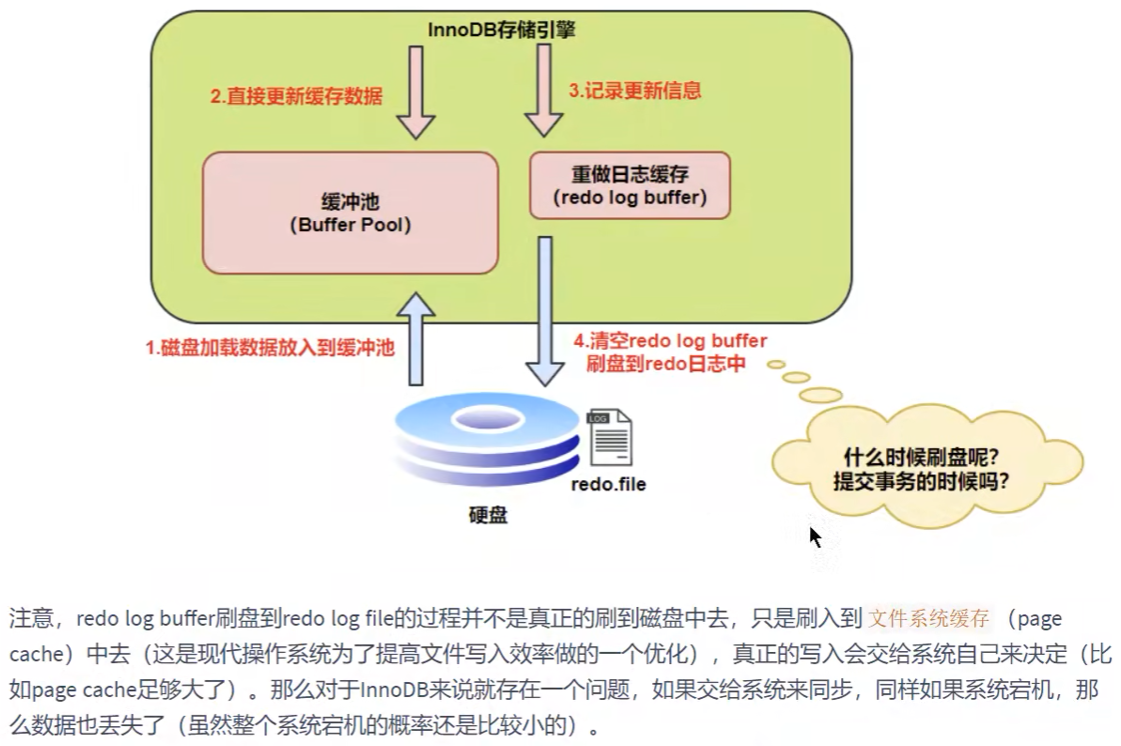 InnoDB存储引擎
2.直接更新缓存数据
3.记录更新信息
缓冲池
（Buffer Pool）
重做日志缓存
（redo log buffer）
1.磁盘加载数据放入到缓冲池
4.清空redo log buffer
刷盘到redo日志中
LOG
redo.file
硬盘
什么时候刷盘呢？
提交事务的时候吗？
注意，redo log buffer刷盘到redo log file的过程并不是真正的刷到磁盘中去，只是刷入到 文件系统缓存 （page
cache）中去（这是现代操作系统为了提高文件写入效率做的一个优化），真正的写入会交给系统自己来决定（比
如page cache足够大了）。那么对于InnoDB来说就存在一个问题，如果交给系统来同步，同样如果系统宕机，那
么数据也丢失了（虽然整个系统宕机的概率还是比较小的）。